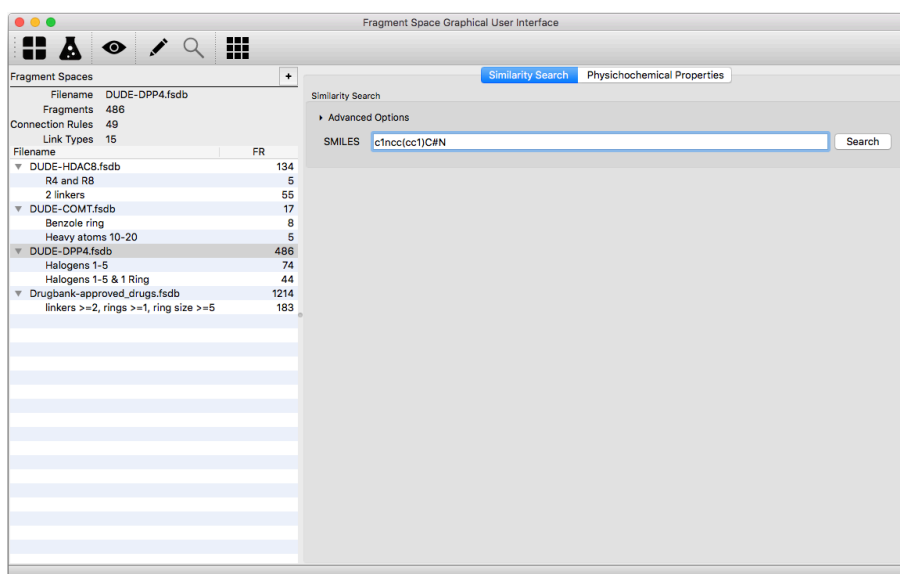 Fragment Space Graphical User Interface
Fragment Spaces +
Filename DUDE-DPP4.fsdb
Fragments 486
Connection Rules 49
Link Types 15
Filename FR
DUDE-HDAC8.fsdb 134
R4 and R8 5
2 linkers 55
DUDE-COMT.fsdb 17
Benzole ring 8
Heavy atoms 10-20 5
DUDE-DPP4.fsdb 486
Halogens 1-5 74
Halogens 1-5 & 1 Ring 44
Drugbank-approved_drugs.fsdb 1214
linkers >=2, rings >=1, ring size >=5 183
Similarity Search Physichochemical Properties
Similarity Search
Advanced Options
SMILES c1ncc(cc1)C#N Search